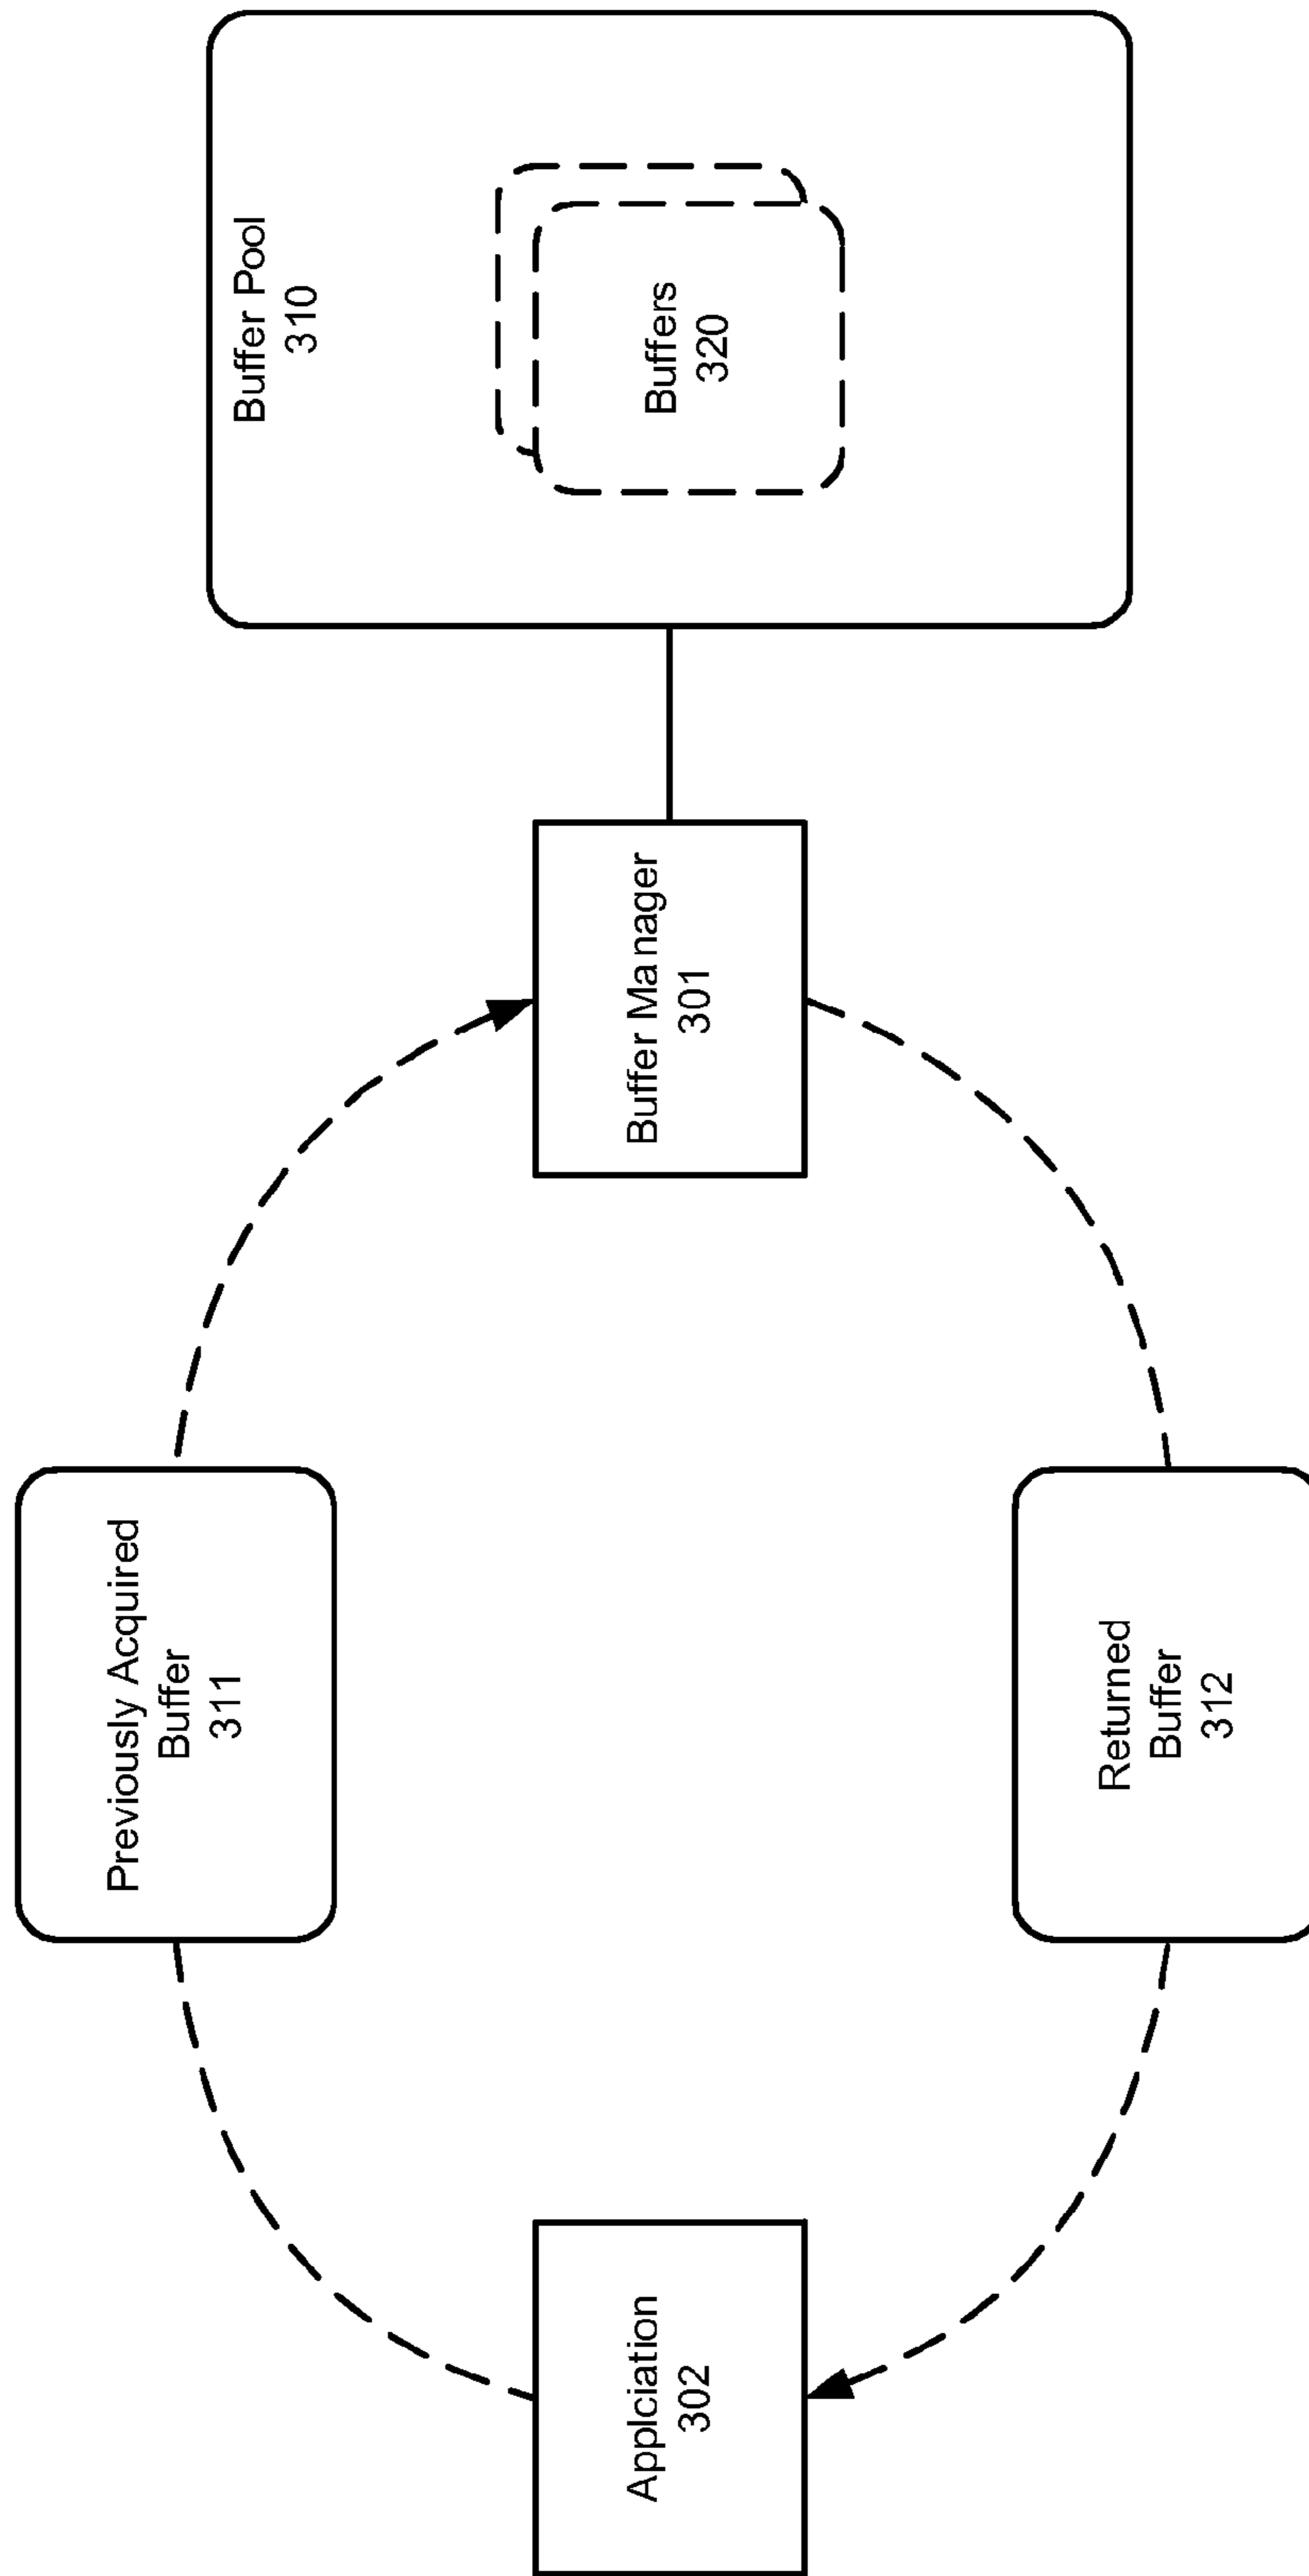 Previously Acquired
Buffer
311
Applciation
302
Buffer Manager
301
Buffer Pool
310
Buffers
320
Returned
Buffer
312